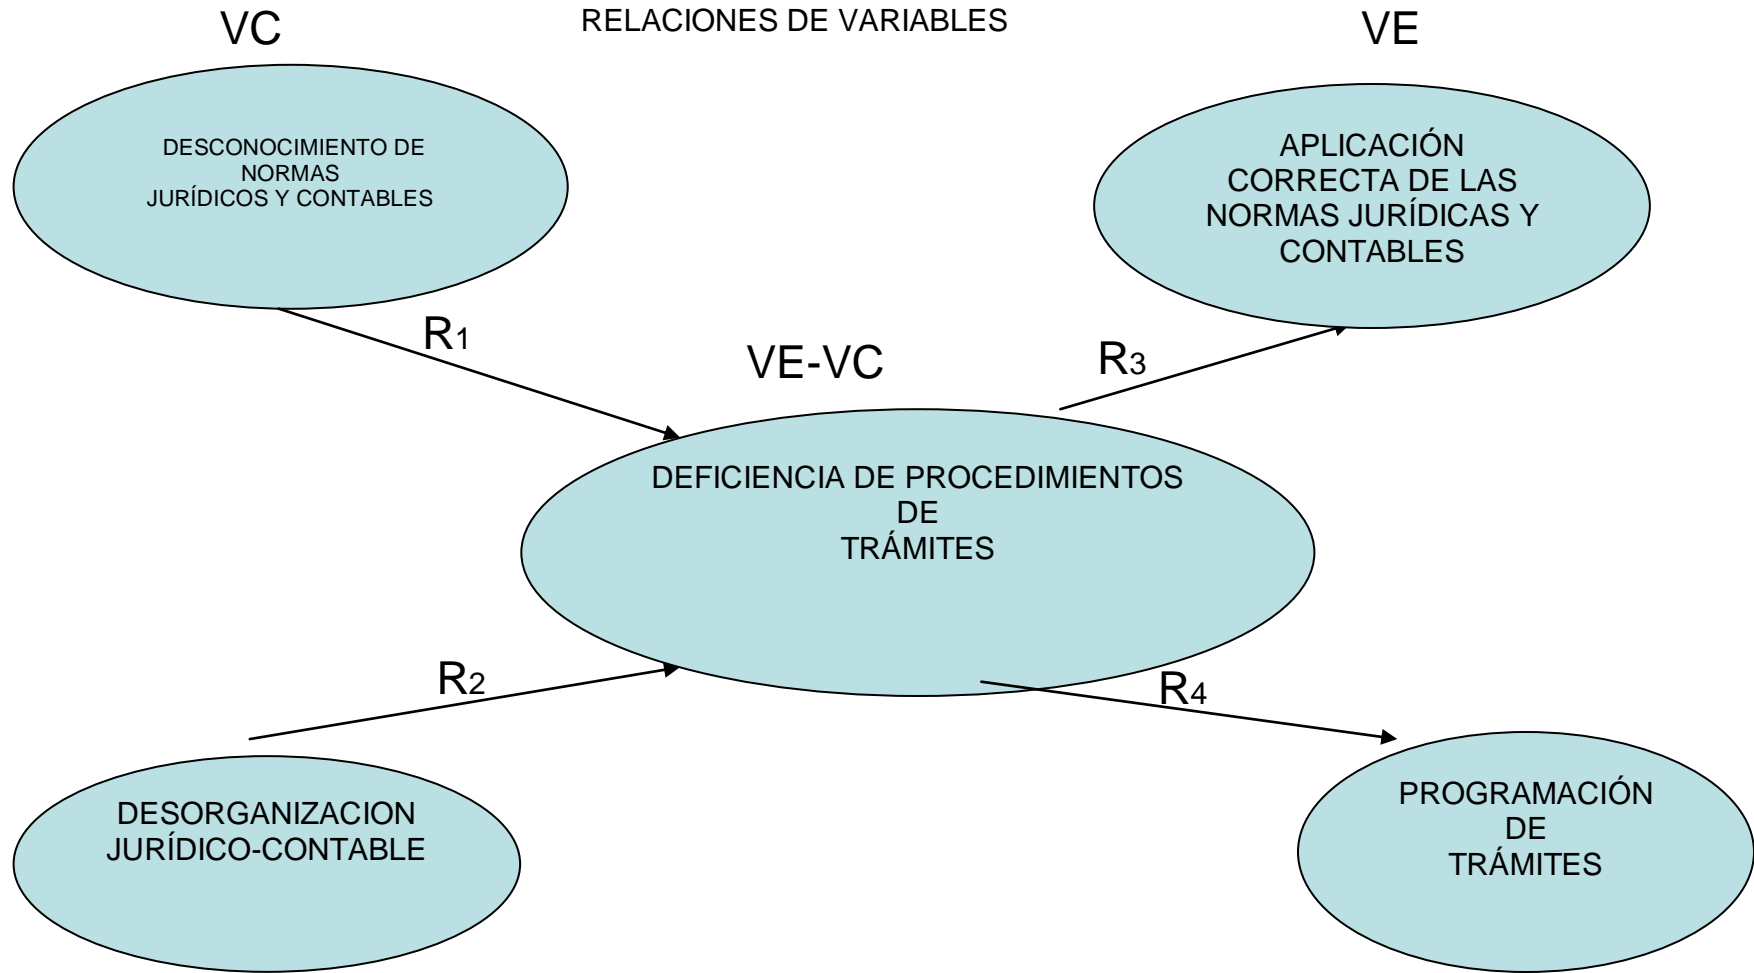 RELACIONES DE VARIABLES
VC
VE
DESCONOCIMIENTO DE
NORMAS
JURÍDICOS Y CONTABLES
APLICACIÓN
CORRECTA DE LAS
NORMAS JURÍDICAS Y
CONTABLES
R1
VE-VC
R3
DEFICIENCIA DE PROCEDIMIENTOS
DE
TRÁMITES
R2
R4
DESORGANIZACION
JURÍDICO-CONTABLE
PROGRAMACIÓN
DE
TRÁMITES